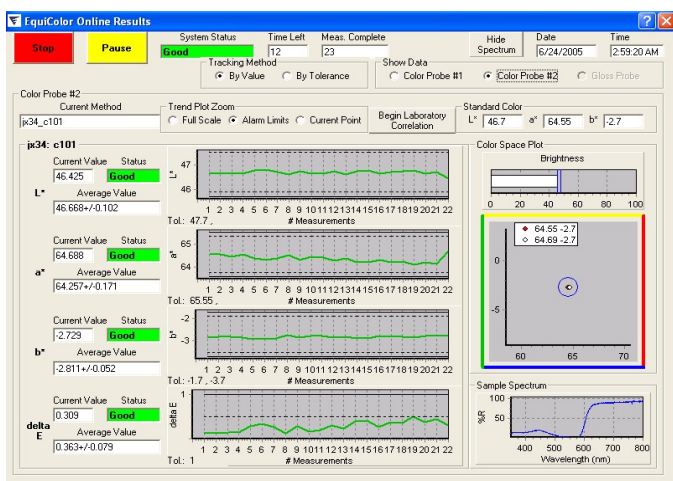 EquiColor Online Results
System Status Time Left Meas. Complete Date Time
Stop Pause Good 12 23 Hide Spectrum 6/24/2005 2:59:20 AM
Tracking Method Show Data
By Value By Tolerance Color Probe #1 Color Probe #2 Gloss Probe
Color Probe #2
Current Method Trend Plot Zoom Begin Laboratory Correlation Standard Color
jx34_c101 Full Scale Alarm Limits Current Point L* 46.7 a* 64.55 b* -2.7
jx34: c101 Color Space Plot
Current Value Status Brightness
46.425 Good
L* Average Value
46.668+/-0.102
L*
47
46
1 2 3 4 5 6 7 8 9 10 11 12 13 14 15 16 17 18 19 20 21 22
Tol.: 47.7 , # Measurements
0 20 40 60 80 100
Current Value Status
64.688 Good
a* Average Value
64.257+/-0.171
a*
65
64
1 2 3 4 5 6 7 8 9 10 11 12 13 14 15 16 17 18 19 20 21 22
Tol.: 65.55 , # Measurements
64.55 -2.7
64.69 -2.7
0
-5
60 65 70
Current Value Status
-2.729 Good
b* Average Value
-2.811+/-0.052
b*
-2
-3
1 2 3 4 5 6 7 8 9 10 11 12 13 14 15 16 17 18 19 20 21 22
Tol.: -1.7 , -3.7 # Measurements
Current Value Status
0.309 Good
delta E Average Value
0.363+/-0.079
delta E
1
1 2 3 4 5 6 7 8 9 10 11 12 13 14 15 16 17 18 19 20 21 22
Tol.: 1 # Measurements
Sample Spectrum
%R
100
50
400 500 600 700 800
Wavelength (nm)